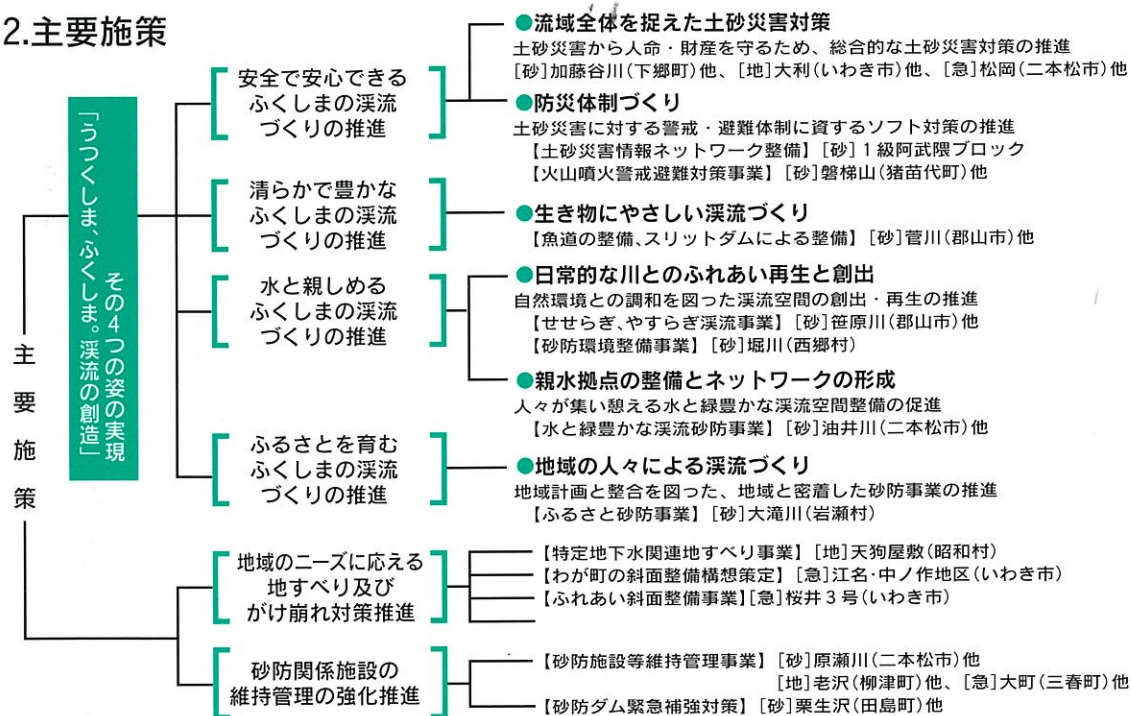 2.主要施策
主要施策
「うつくしま、ふくしま。渓流の創造」
その4つの姿の実現
安全で安心できる
ふくしまの渓流
づくりの推進
●流域全体を捉えた土砂災害対策
土砂災害から人命・財産を守るため、総合的な土砂災害対策の推進
[砂]加藤谷川(下郷町)他、[地]大利(いわき市)他、[急]松岡(二本松市)他
●防災体制づくり
土砂災害に対する警戒・避難体制に資するソフト対策の推進
【土砂災害情報ネットワーク整備】[砂]1級阿武隈ブロック
【火山噴火警戒避難対策事業】[砂]磐梯山(猪苗代町)他
清らかで豊かな
ふくしまの渓流
づくりの推進
●生き物にやさしい渓流づくり
【魚道の整備、スリットダムによる整備】[砂]菅川(郡山市)他
水と親しめる
ふくしまの渓流
づくりの推進
●日常的な川とのふれあい再生と創出
自然環境との調和を図った渓流空間の創出・再生の推進
【せせらぎ、やすらぎ渓流事業】[砂]笹原川(郡山市)他
【砂防環境整備事業】[砂]堀川(西郷村)
●親水拠点の整備とネットワークの形成
人々が集い憩える水と緑豊かな渓流空間整備の促進
【水と緑豊かな渓流砂防事業】[砂]油井川(二本松市)他
ふるさとを育む
ふくしまの渓流
づくりの推進
●地域の人々による渓流づくり
地域計画と整合を図った、地域と密着した砂防事業の推進
【ふるさと砂防事業】[砂]大滝川(岩瀬村)
地域のニーズに応える
地すべり及び
がけ崩れ対策推進
【特定地下水関連地すべり事業】[地]天狗屋敷(昭和村)
【わが町の斜面整備構想策定】[急]江名・中ノ作地区(いわき市)
【ふれあい斜面整備事業】[急]桜井3号(いわき市)
砂防関係施設の
維持管理の強化推進
【砂防施設等維持管理事業】[砂]原瀬川(二本松市)他
[地]老沢(柳津町)他、[急]大町(三春町)他
【砂防ダム緊急補強対策】[砂]栗生沢(田島町)他